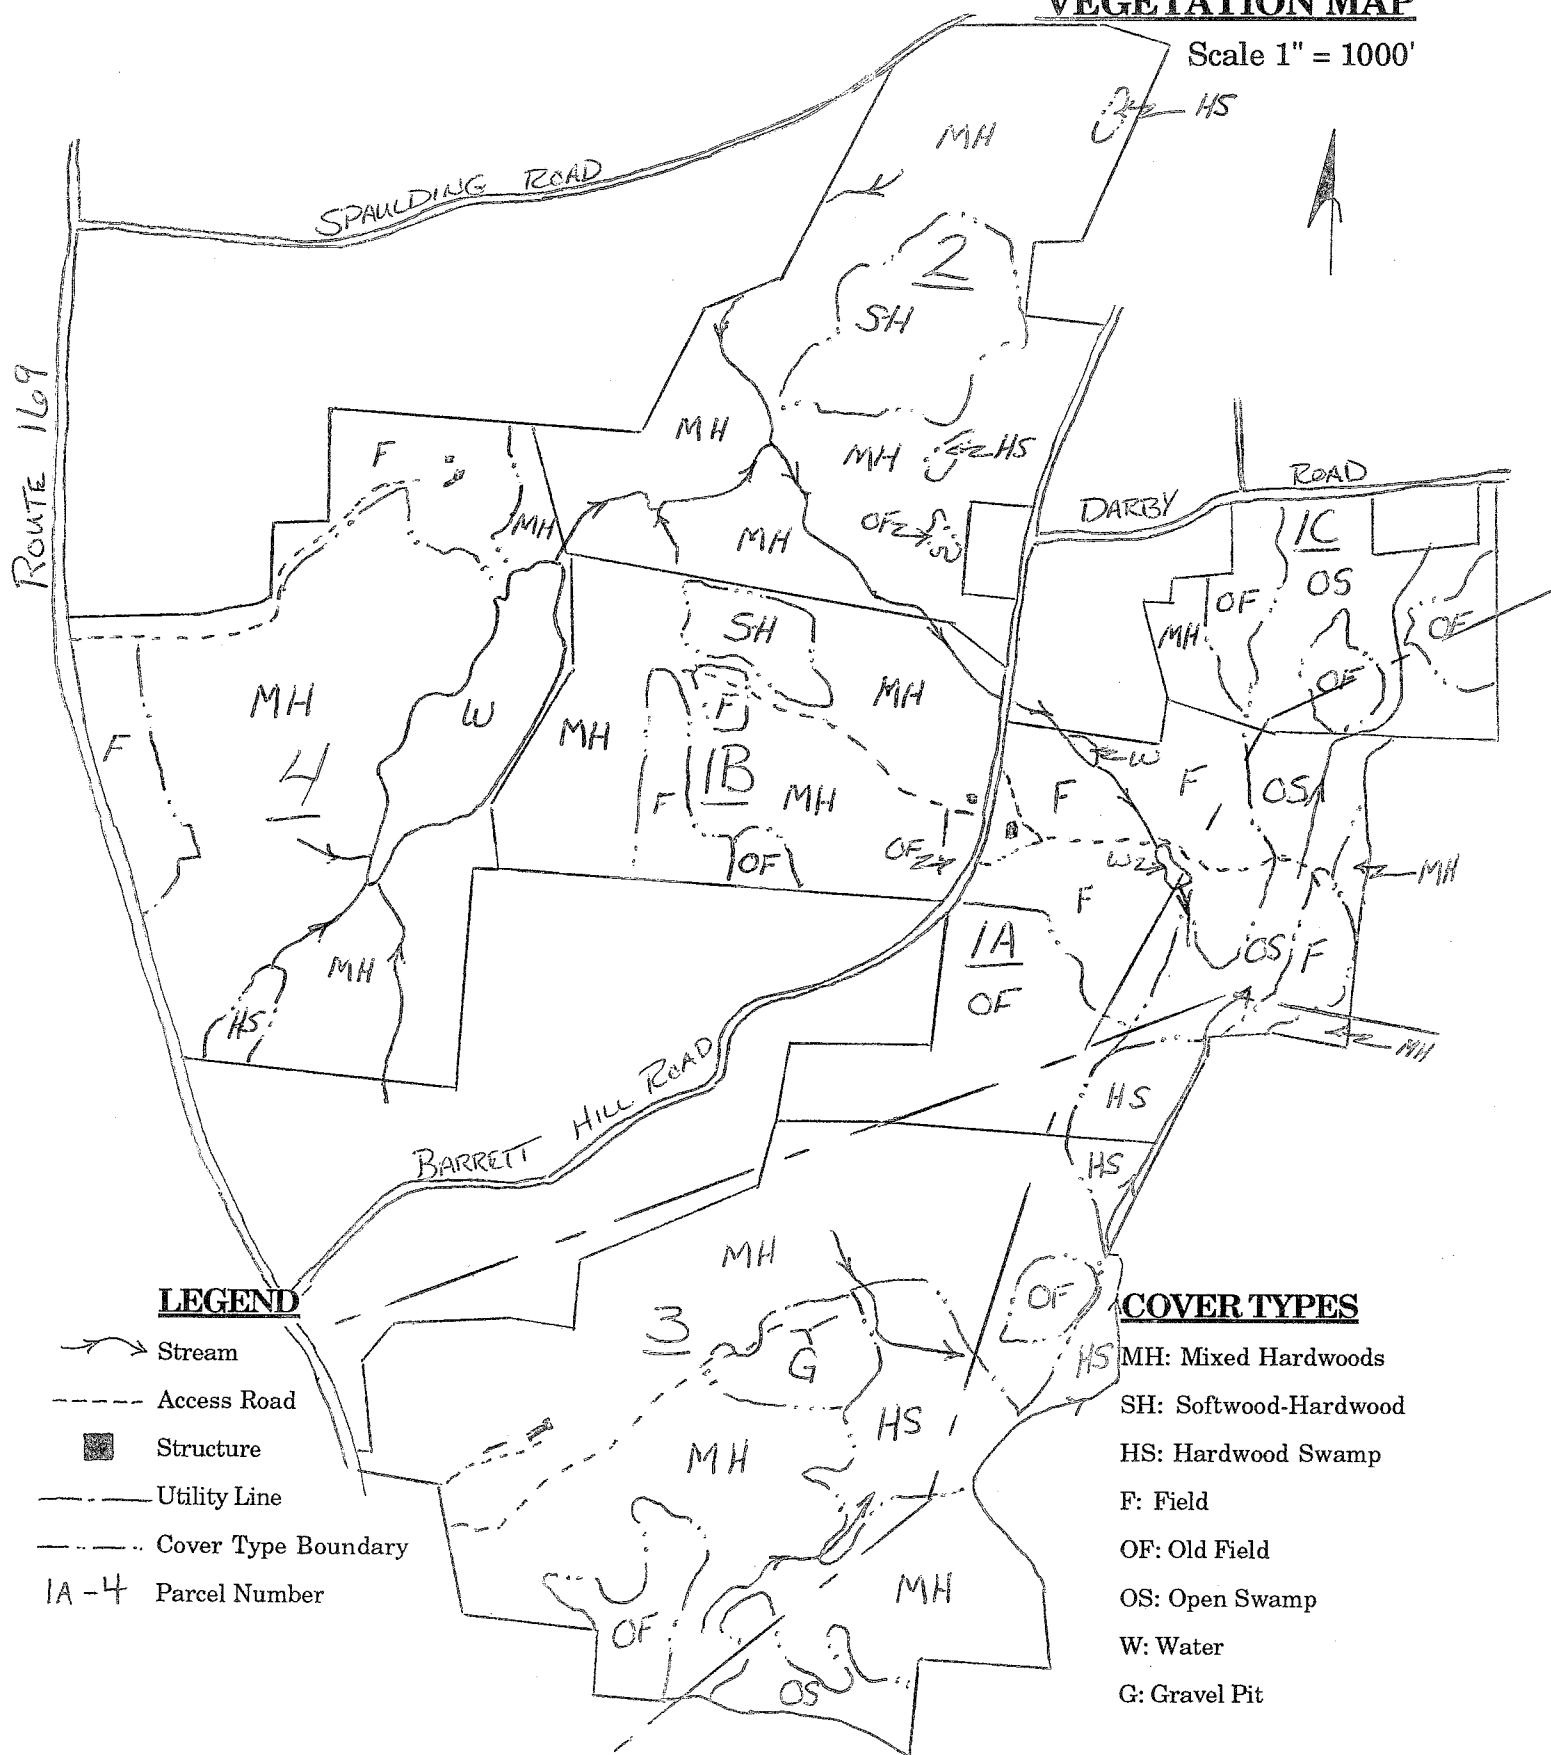 VEGETATION MAP
Scale 1" = 1000'
HS
MH
SPAULDING ROAD
2
SH
ROUTE 169
MH
MH
HS
F
MH
MH
OF
DARBY
ROAD
1C
OS
OF
OF
MH
OF
SH
MH
W
MH
F
MH
F
4
1B
F
MH
OF
OF
W
F
F
OS
W
MH
F
1A
OF
OS
F
MH
MH
HS
HS
HS
BARRETT HILL ROAD
MH
3
G
OF
HS
HS
MH
MH
OF
OS
LEGEND
Stream
Access Road
Structure
Utility Line
Cover Type Boundary
1A-4 Parcel Number
COVER TYPES
MH: Mixed Hardwoods
SH: Softwood-Hardwood
HS: Hardwood Swamp
F: Field
OF: Old Field
OS: Open Swamp
W: Water
G: Gravel Pit